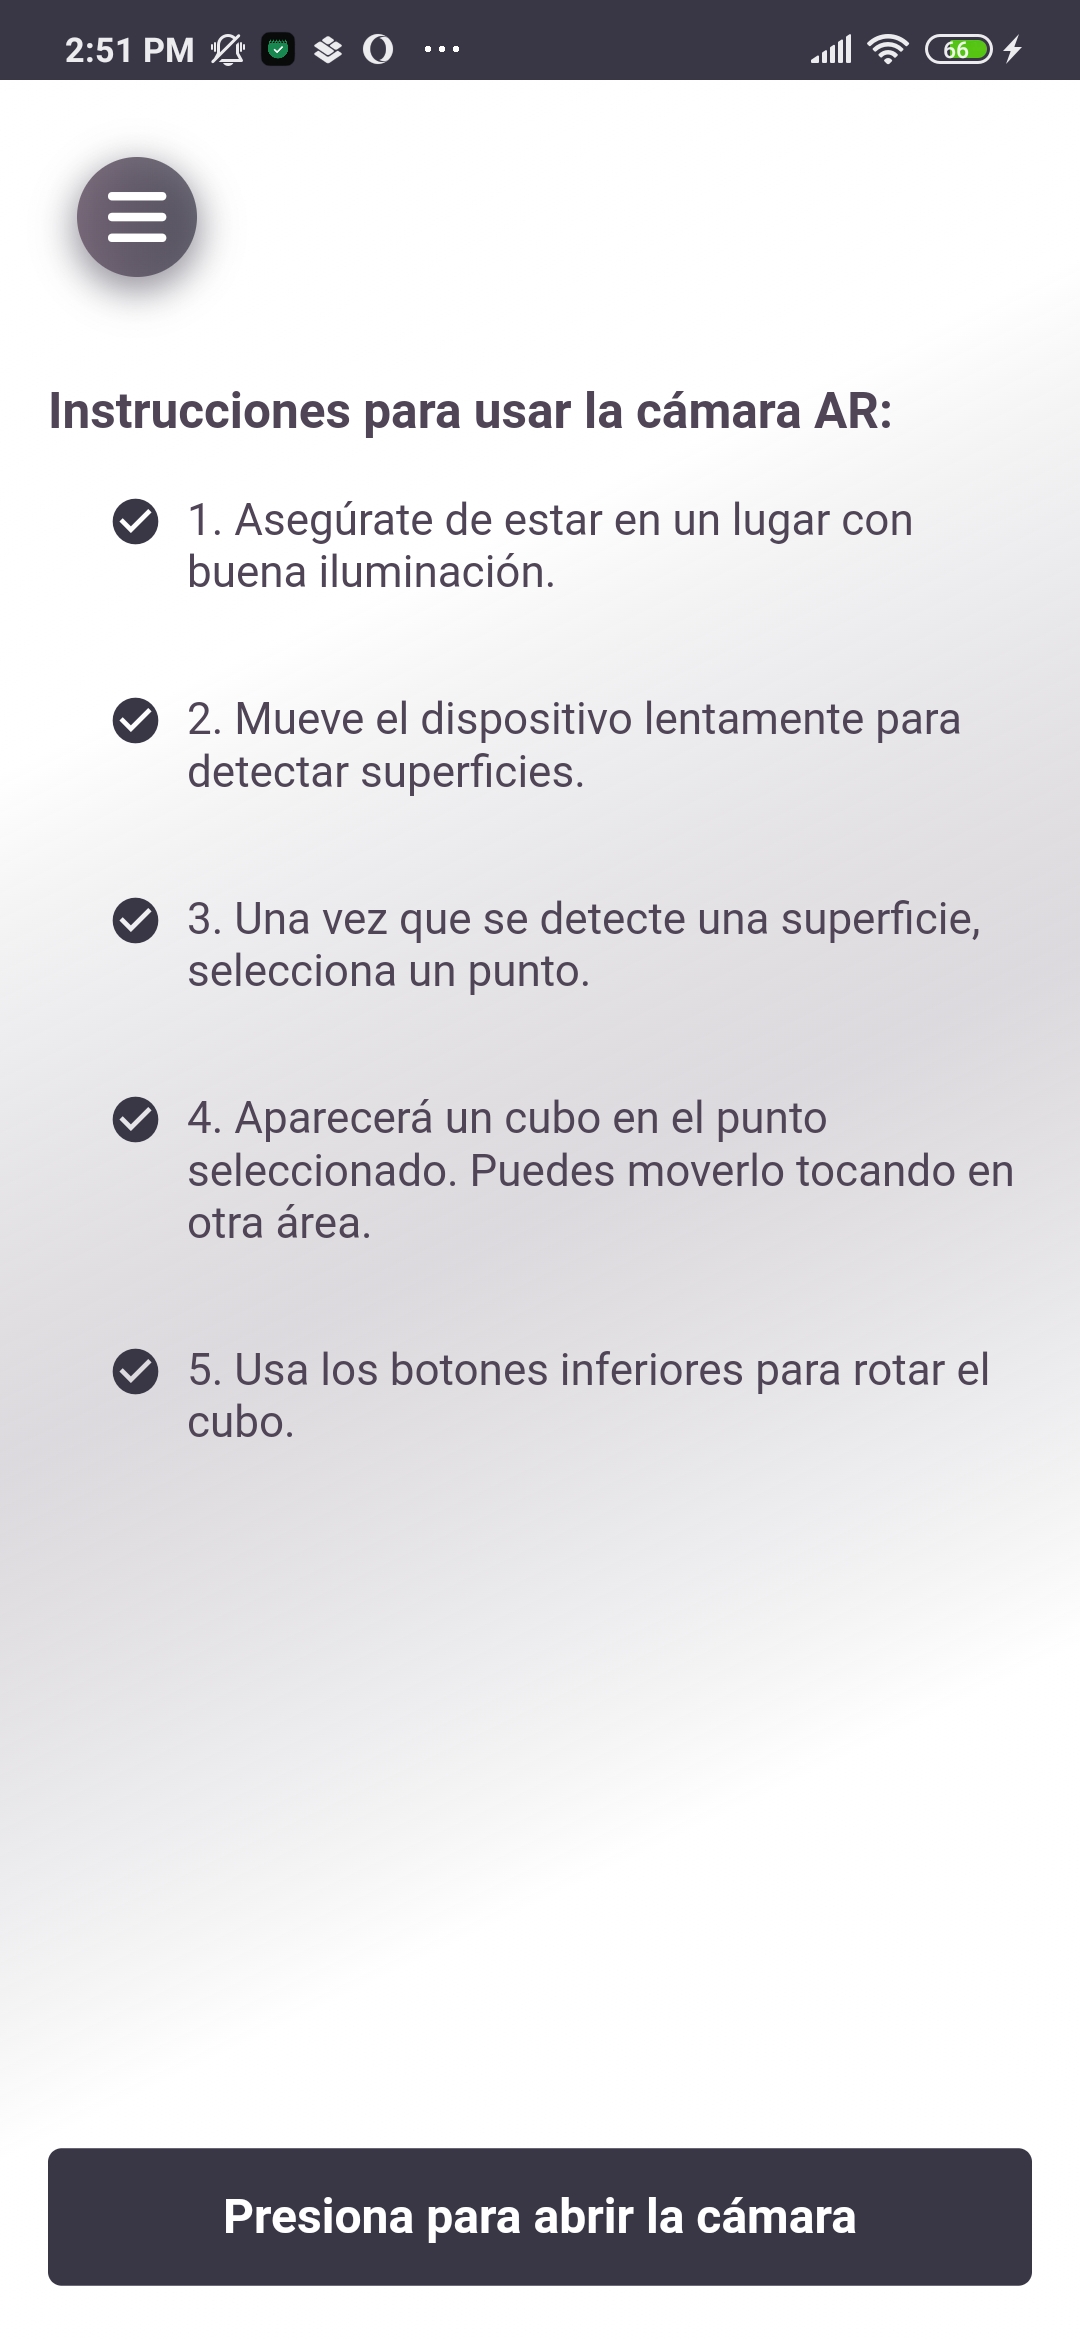 2:51 PM
66
Instrucciones para usar la cámara AR:
1. Asegúrate de estar en un lugar con
buena iluminación.
2. Mueve el dispositivo lentamente para
detectar superficies.
3. Una vez que se detecte una superficie,
selecciona un punto.
4. Aparecerá un cubo en el punto
seleccionado. Puedes moverlo tocando en
otra área.
5. Usa los botones inferiores para rotar el
cubo.
Presiona para abrir la cámara